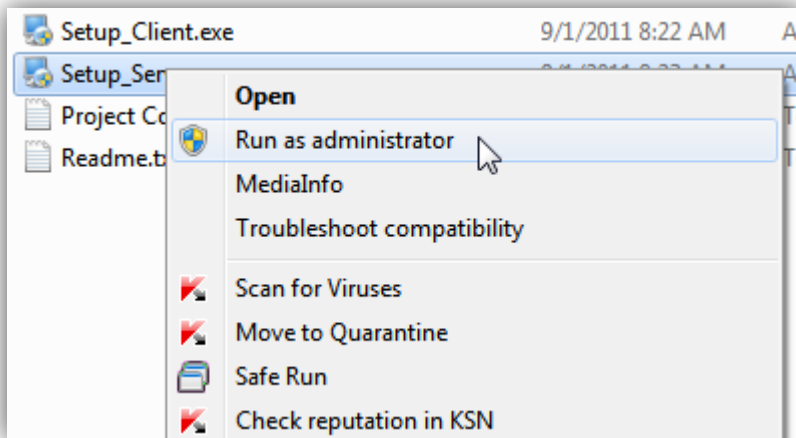 Setup_Client.exe 9/1/2011 8:22 AM A
Setup_Ser
Open
Project Co
Run as administrator
Readme.t
MediaInfo
Troubleshoot compatibility
Scan for Viruses
Move to Quarantine
Safe Run
Check reputation in KSN